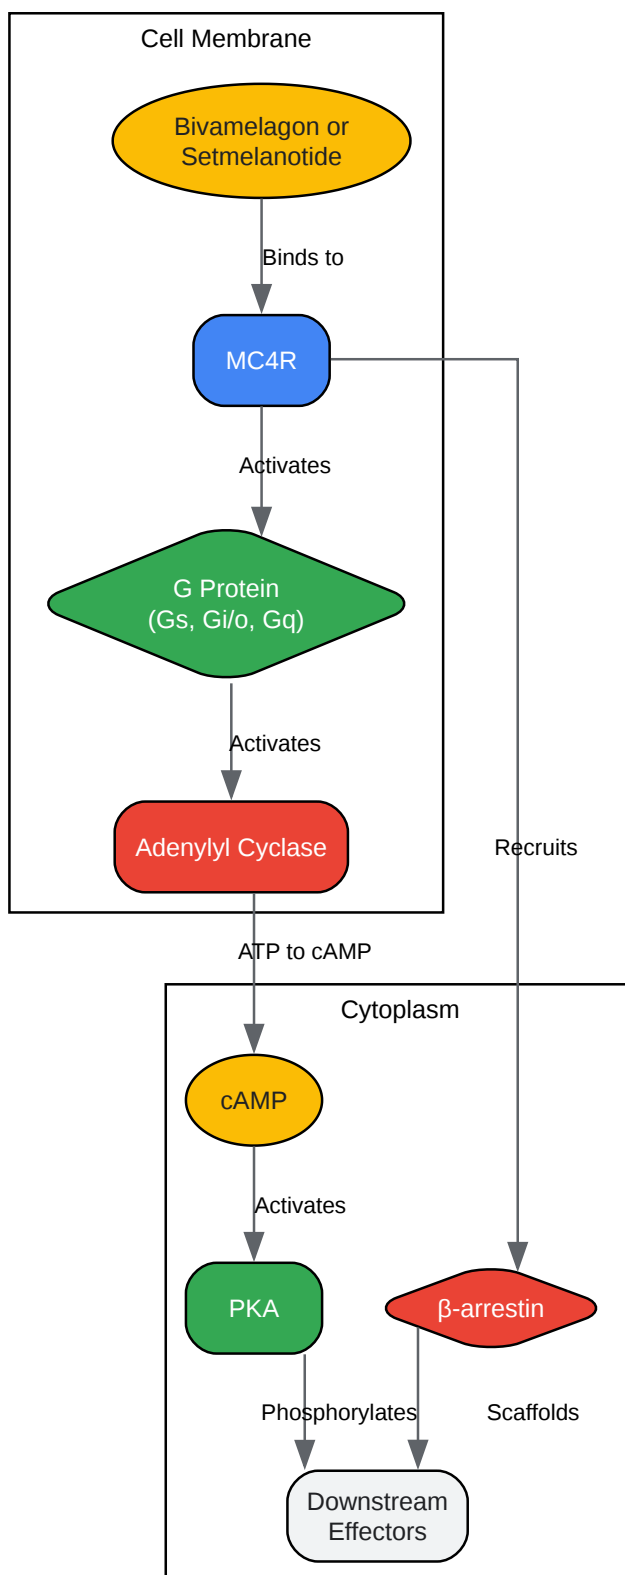 Cell Membrane
Bivamelagon or
Setmelanotide
Binds to
MC4R
Activates
G Protein
(Gs, Gi/o, Gq)
Activates
Adenylyl Cyclase
Recruits
ATP to cAMP
Cytoplasm
cAMP
Activates
PKA
β-arrestin
Phosphorylates
Scaffolds
Downstream
Effectors